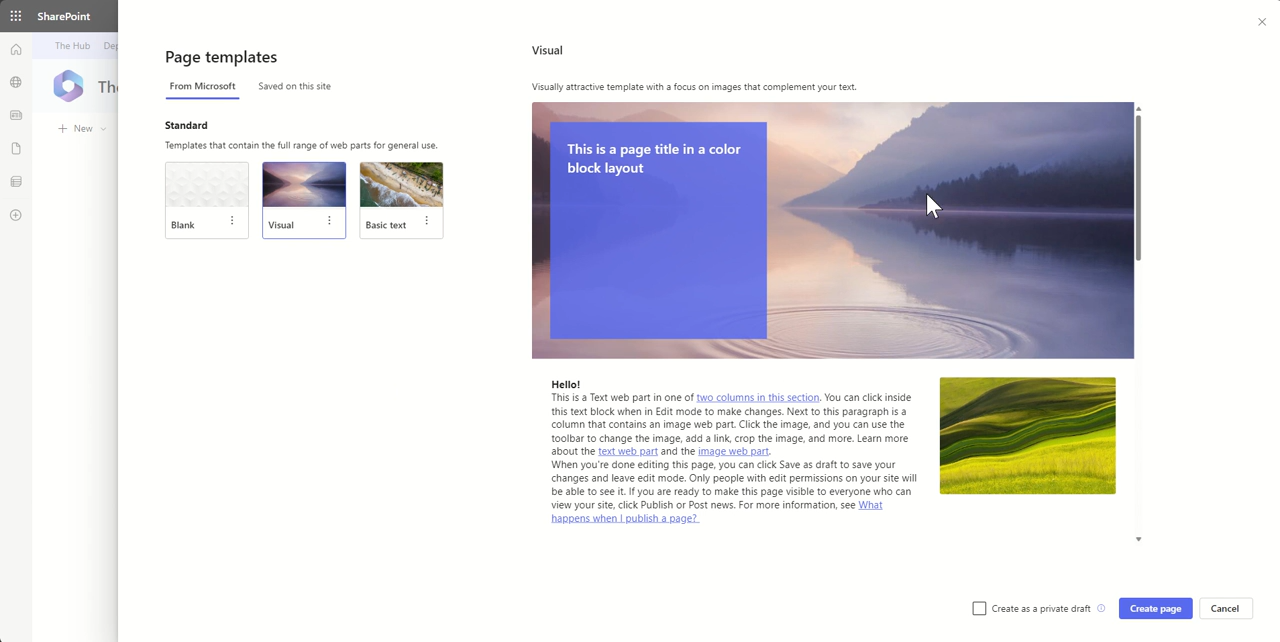 SharePoint
The Hub
Dep
The
New
Page templates
From Microsoft
Saved on this site
Standard
Templates that contain the full range of web parts for general use.
Blank
Visual
Basic text
Visual
Visually attractive template with a focus on images that complement your text.
This is a page title in a color
block layout
Hello!
This is a Text web part in one of two columns in this section. You can click inside
this text block when in Edit mode to make changes. Next to this paragraph is a
column that contains an image web part. Click the image, and you can use the
toolbar to change the image, add a link, crop the image, and more. Learn more
about the text web part and the image web part.
When you're done editing this page, you can click Save as draft to save your
changes and leave edit mode. Only people with edit permissions on your site will
be able to see it. If you are ready to make this page visible to everyone who can
view your site, click Publish or Post news. For more information, see What
happens when I publish a page?
Create as a private draft
Create page
Cancel